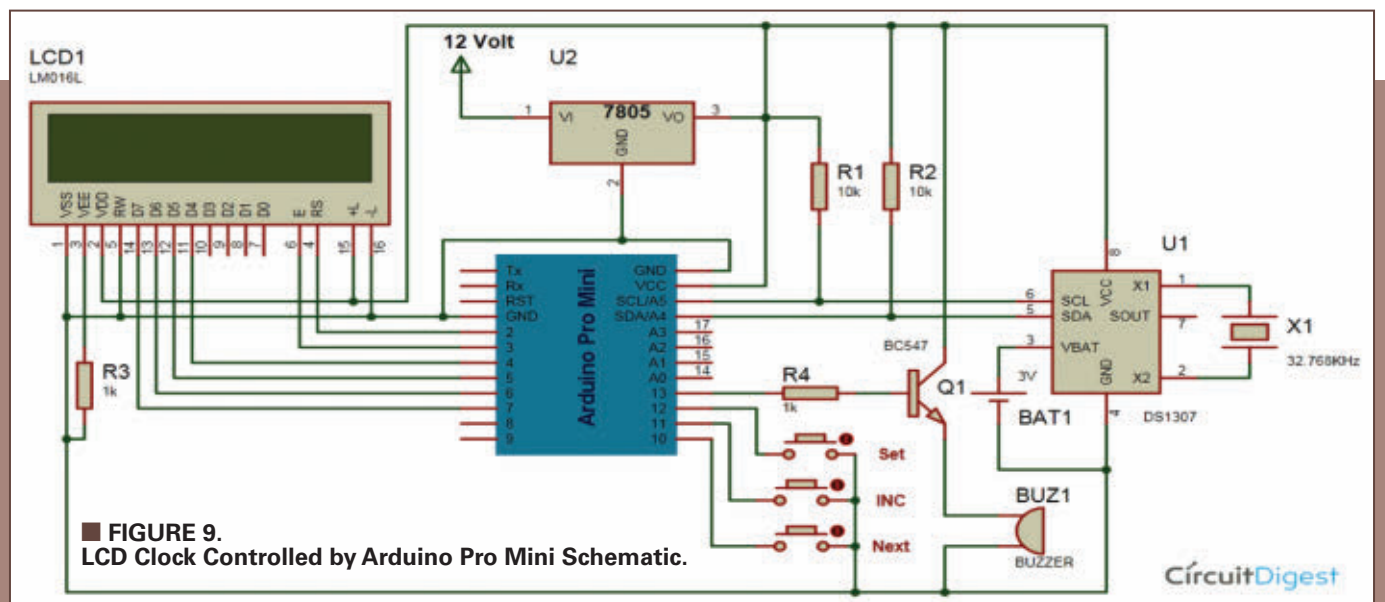 LCD1
LM016L
VSS VEE VDD RW D7 D6 D5 D4 D3 D2 D1 D0 E RS +L -L
1 3 2 5 14 13 12 11 10 9 8 7 6 4 15 16
12 Volt
U2
1 VI 7805 VO 3
GND
2
R1
10k
R2
10k
R3
1k
Arduino Pro Mini
Tx
Rx
RST
GND
2
3
4
5
6
7
8
9
GND
VCC
SCL/A5
SDA/A4
A3 17
A2 16
A1 15
A0 14
13
12
11
10
R4
1k
BC547
Q1
Set
INC
Next
3V
BAT1
U1
8
6 SCL VCC X1 1
5 SDA SOUT 7
3 VBAT GND X2 2
4
DS1307
X1
32.768KHz
BUZ1
BUZZER
FIGURE 9.
LCD Clock Controlled by Arduino Pro Mini Schematic.
CírcuitDigest